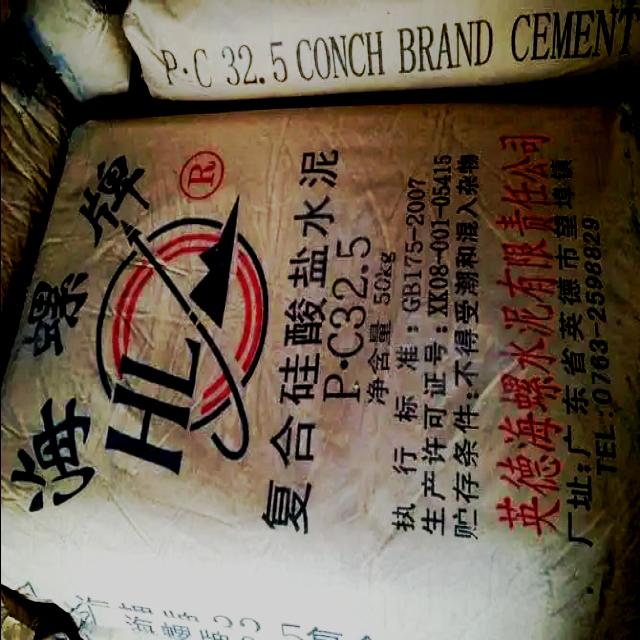 P·C 32.5 CONCH BRAND CEMENT
海螺牌
®
HL
复合硅酸盐水泥
P·C32.5
净含量 50kg
执行标准:GB175-2007
生产许可证号:XK08-001-05415
贮存条件:不得受潮和混入杂物
英德海螺水泥有限责任公司
厂址:广东省英德市望埠镇
TEL:0763-2598829